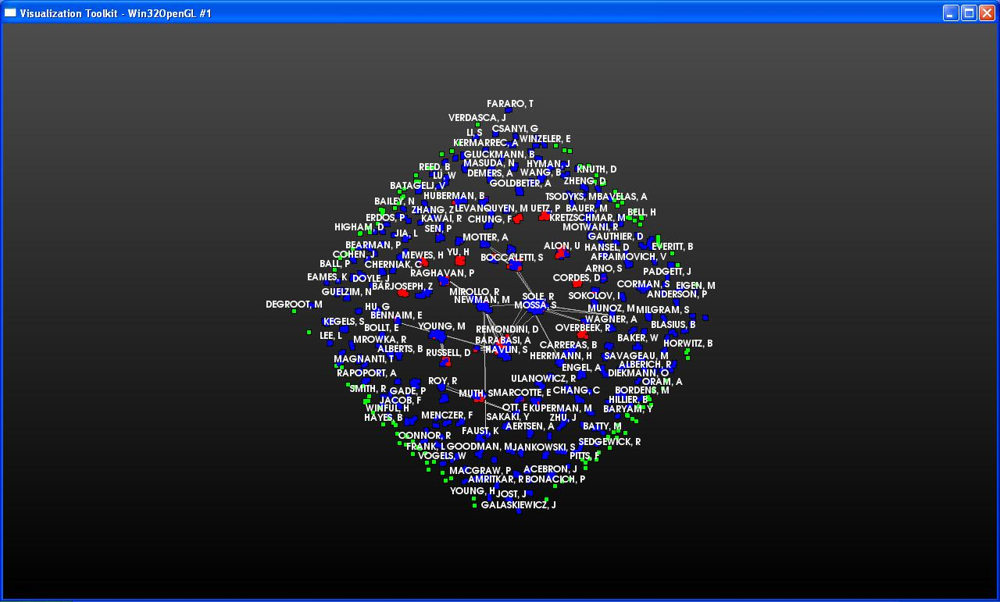 Visualization Toolkit - Win32OpenGL #1
FARARO, T
VERDASCA, J
CSANYI, G
LI, S
WINZELER, E
KERMARREC, A
GLUCKMANN, B
MASUDA, N
HYMAN, J
REED, B
KNUTH, D
DEMERS, A
WANG, B
LU, W
GOLDBETER, A
ZHENG, D
BATAGELJ, V
HUBERMAN, B
TSODYKS, M
BAVELAS, A
BAILEY, N
ZHANG, Z
LEVAN
QUYEN, M
UETZ, P
BAUER, M
BELL, H
ERDOS, P
KAWAI, R
CHUNG, F
KRETZSCHMAR, M
HIGHAM, D
SEN, P
MOTWANI, R
JIA, L
MOTTER, A
GAUTHIER, D
BEARMAN, P
ALON, U
HANSEL, D
EVERITT, B
COHEN, J
MEWES, H
YU, H
BOCCALETTI, S
AFRAIMOVICH, V
BALL, P
CHERNIAK, C
ARNO, S
PADGETT, J
RAGHAVAN, P
EAMES, K
DOYLE, J
CORDES, D
CORMAN, S
EIGEN, M
BARJOSEPH, Z
GUELZIM, N
MIROLLO, R
SOLE, R
SOKOLOV, I
ANDERSON, P
DEGROOT, M
NEWMAN, M
MOSSA, S
HU, G
MUNOZ, M
MILGRAM, S
BENNAIM, E
WAGNER, A
KEGELS, S
BLASIUS, B
BOLLT, E
YOUNG, M
REMONDINI, D
OVERBEEK, R
LEE, L
MROWKA, R
BARABASI, A
BAKER, W
HORWITZ, B
ALBERTS, B
HAVLIN, S
CARRERAS, B
RUSSELL, D
HERRMANN, H
SAVAGEAU, M
MAGNANTI, T
ALBERICH, R
ENGEL, A
RAPOPORT, A
DIEKMANN, O
ULANOWICZ, R
ROY, R
ORAM, A
SMITH, R
GADE, P
MUTH, S
MARCOTTE, E
CHANG, C
BORDENS, M
JACOB, F
HILLIER, B
WINFUL, H
OTT, E
KUPERMAN, M
BARYAM, Y
HAYES, B
MENCZER, F
SAKAKI, Y
ZHU, J
AERTSEN, A
BATTY, M
FAUST, K
CONNOR, R
SEDGEWICK, R
FRANK, L
GOODMAN, M
JANKOWSKI, S
VOGELS, W
PITTS, F
MACGRAW, P
ACEBRON, J
AMRITKAR, R
BONACICH, P
YOUNG, H
JOST, J
GALASKIEWICZ, J